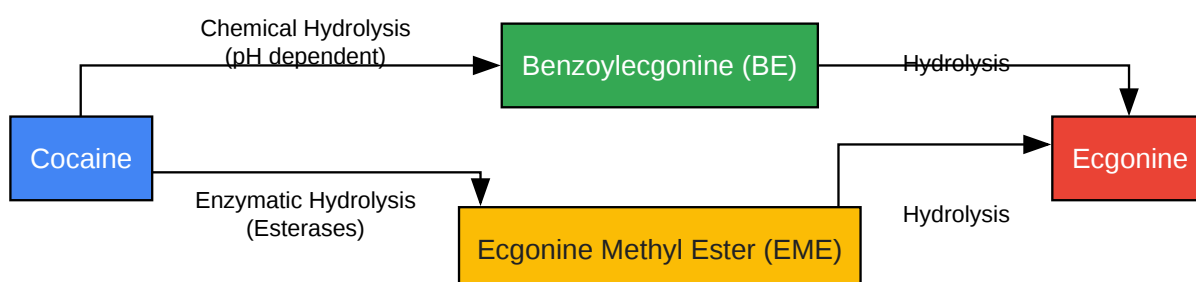 Chemical Hydrolysis
(pH dependent)
Benzoylecgonine (BE)
Hydrolysis
Cocaine
Ecgonine
Enzymatic Hydrolysis
(Esterases)
Hydrolysis
Ecgonine Methyl Ester (EME)